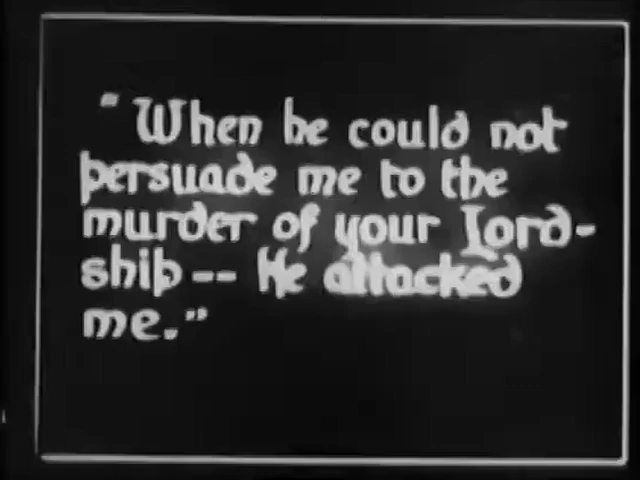 "When he could not
persuade me to the
murder of your Lord-
ship -- He attacked
me."